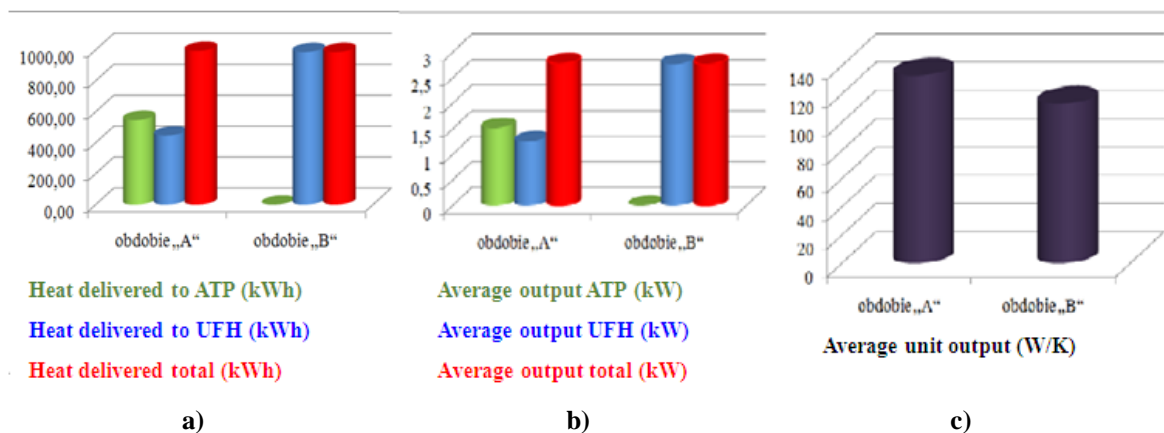 1000,00
800,00
600,00
400,00
200,00
0,00
obdobie„A“ obdobie„B“
Heat delivered to ATP (kWh)
Heat delivered to UFH (kWh)
Heat delivered total (kWh)
a)
3
2,5
2
1,5
1
0,5
0
obdobie„A“ obdobie„B“
Average output ATP (kW)
Average output UFH (kW)
Average output total (kW)
b)
140
120
100
80
60
40
20
0
obdobie„A“ obdobie„B“
Average unit output (W/K)
c)